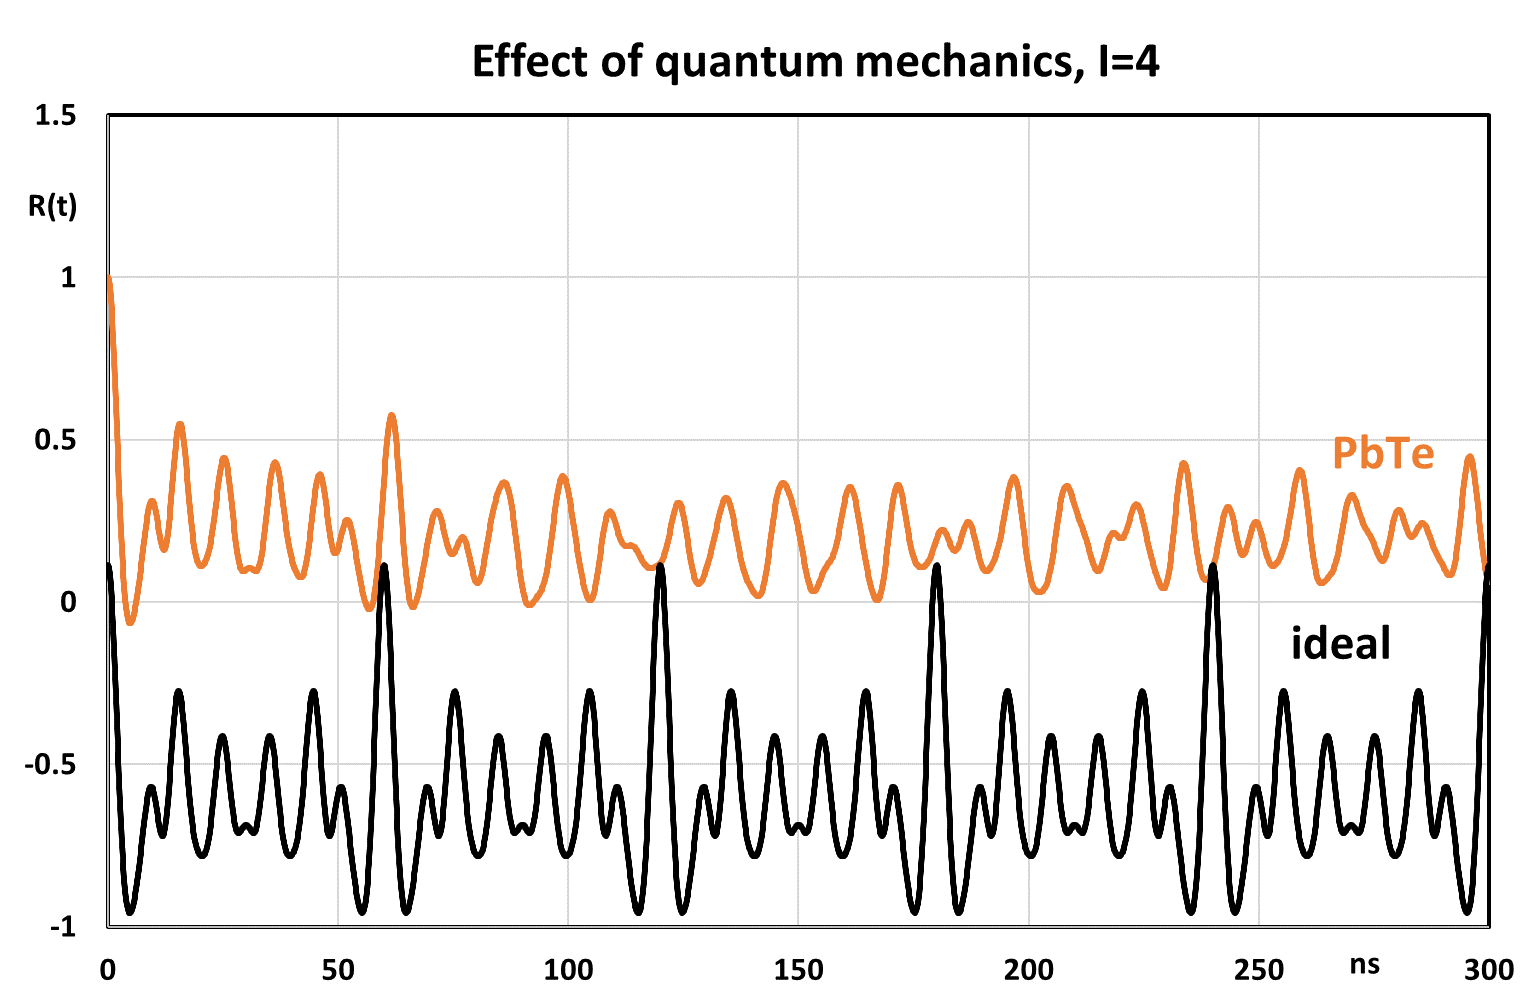 Effect of quantum mechanics, I=4
1.5
R(t)
1
0.5
PbTe
0
ideal
-0.5
-1
0 50 100 150 200 250 ns 300